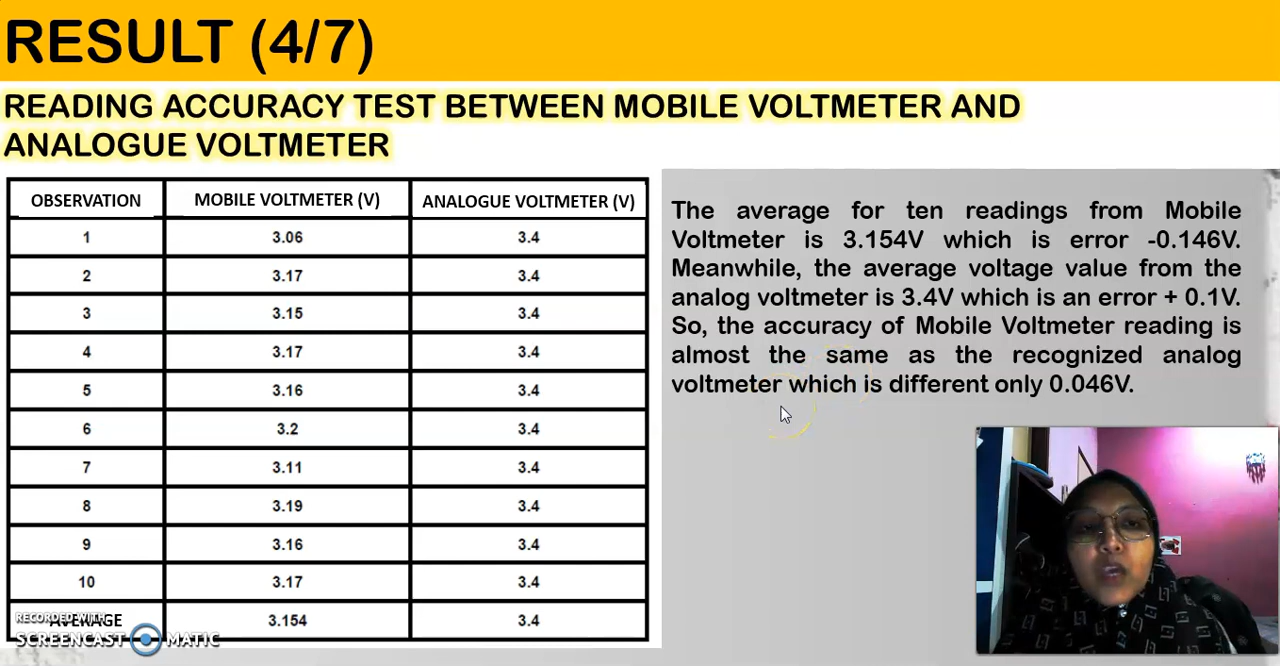 RESULT (4/7)
READING ACCURACY TEST BETWEEN MOBILE VOLTMETER AND
ANALOGUE VOLTMETER
OBSERVATION MOBILE VOLTMETER (V) ANALOGUE VOLTMETER (V)
1 3.06 3.4
2 3.17 3.4
3 3.15 3.4
4 3.17 3.4
5 3.16 3.4
6 3.2 3.4
7 3.11 3.4
8 3.19 3.4
9 3.16 3.4
10 3.17 3.4
AVERAGE 3.154 3.4
The average for ten readings from Mobile
Voltmeter is 3.154V which is error -0.146V.
Meanwhile, the average voltage value from the
analog voltmeter is 3.4V which is an error + 0.1V.
So, the accuracy of Mobile Voltmeter reading is
almost the same as the recognized analog
voltmeter which is different only 0.046V.
RECORDED WITH
SCREENCAST MATIC